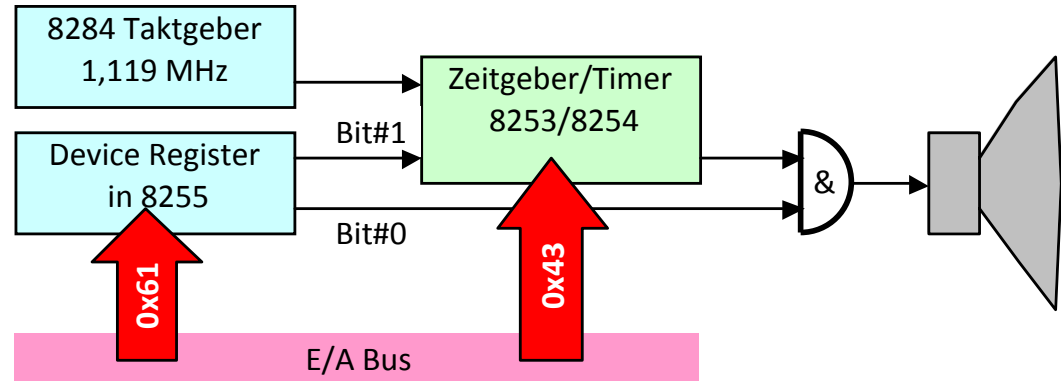 8284 Taktgeber
1,119 MHz
Zeitgeber/Timer
8253/8254
Bit#1
Device Register
in 8255
&
Bit#0
0x61
0x43
E/A Bus